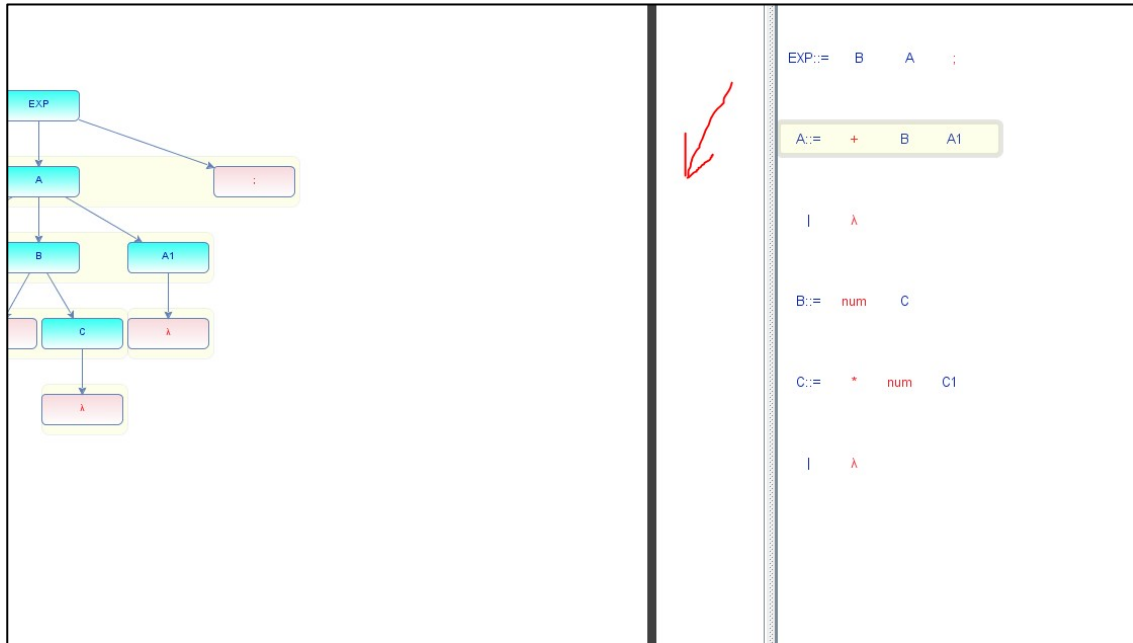 EXP
A
;
B
A1
C
λ
λ
EXP::= B A ;
A::= + B A1
| λ
B::= num C
C::= * num C1
| λ